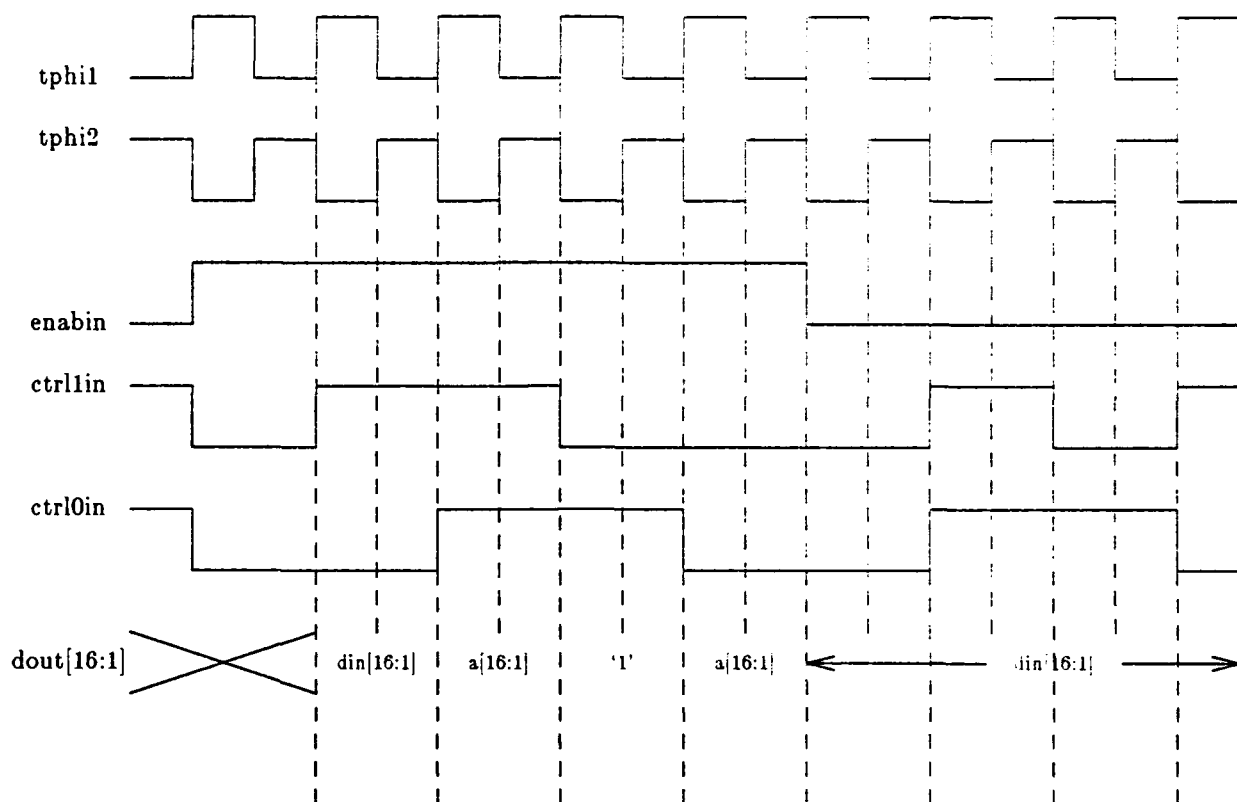 tphi1
tphi2
enabin
ctrl1in
ctrl0in
dout[16:1] din[16:1] a[16:1] '1' a[16:1] din[16:1]